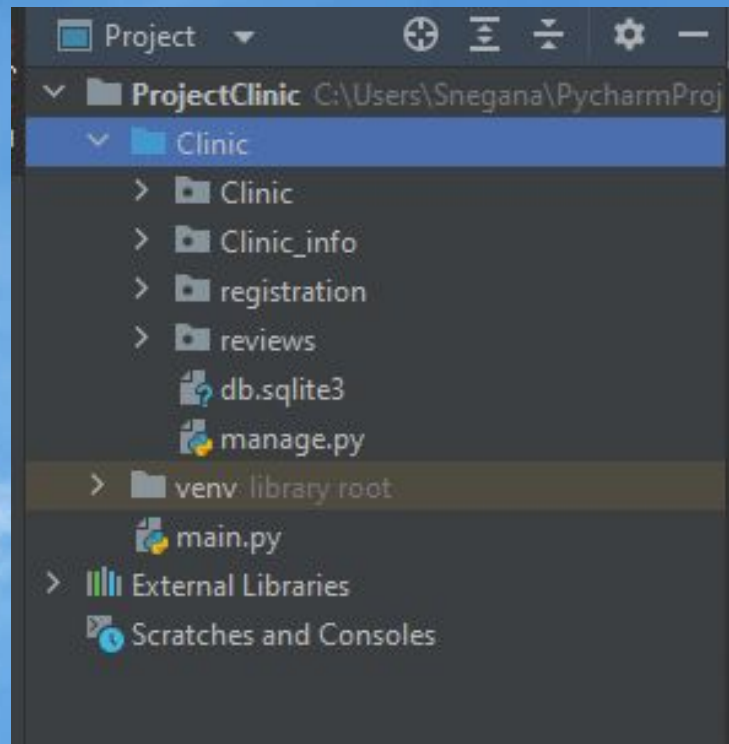 Project
ProjectClinic C:\Users\Snegana\PycharmProj
Clinic
Clinic
Clinic_info
registration
reviews
db.sqlite3
manage.py
venv library root
main.py
External Libraries
Scratches and Consoles